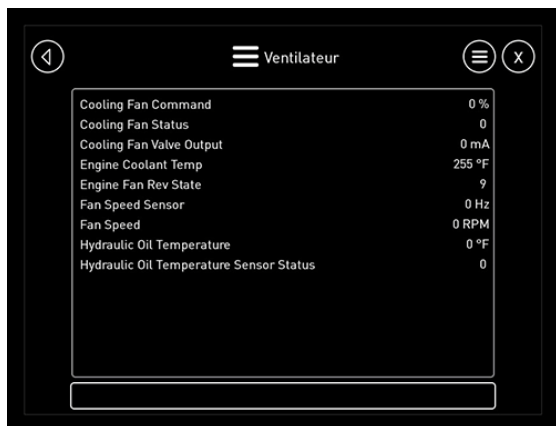 Ventilateur
X
Cooling Fan Command 0 %
Cooling Fan Status 0
Cooling Fan Valve Output 0 mA
Engine Coolant Temp 255 °F
Engine Fan Rev State 9
Fan Speed Sensor 0 Hz
Fan Speed 0 RPM
Hydraulic Oil Temperature 0 °F
Hydraulic Oil Temperature Sensor Status 0